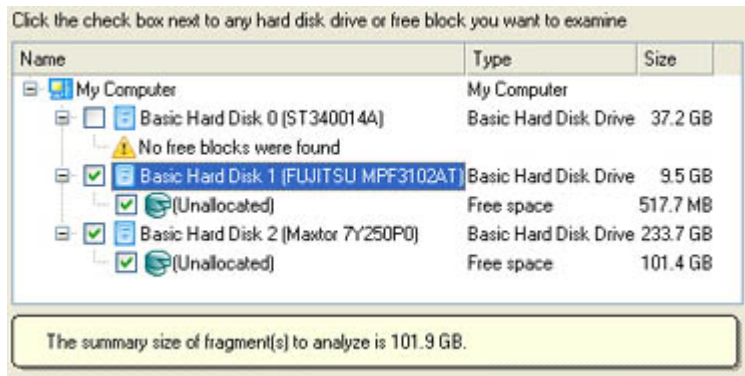 Click the check box next to any hard disk drive or free block you want to examine
Name Type Size
My Computer My Computer
Basic Hard Disk 0 (ST340014A) Basic Hard Disk Drive 37.2 GB
No free blocks were found
Basic Hard Disk 1 (FUJITSU MPF3102AT) Basic Hard Disk Drive 9.5 GB
(Unallocated) Free space 517.7 MB
Basic Hard Disk 2 (Maxtor 7Y250P0) Basic Hard Disk Drive 233.7 GB
(Unallocated) Free space 101.4 GB
The summary size of fragment(s) to analyze is 101.9 GB.